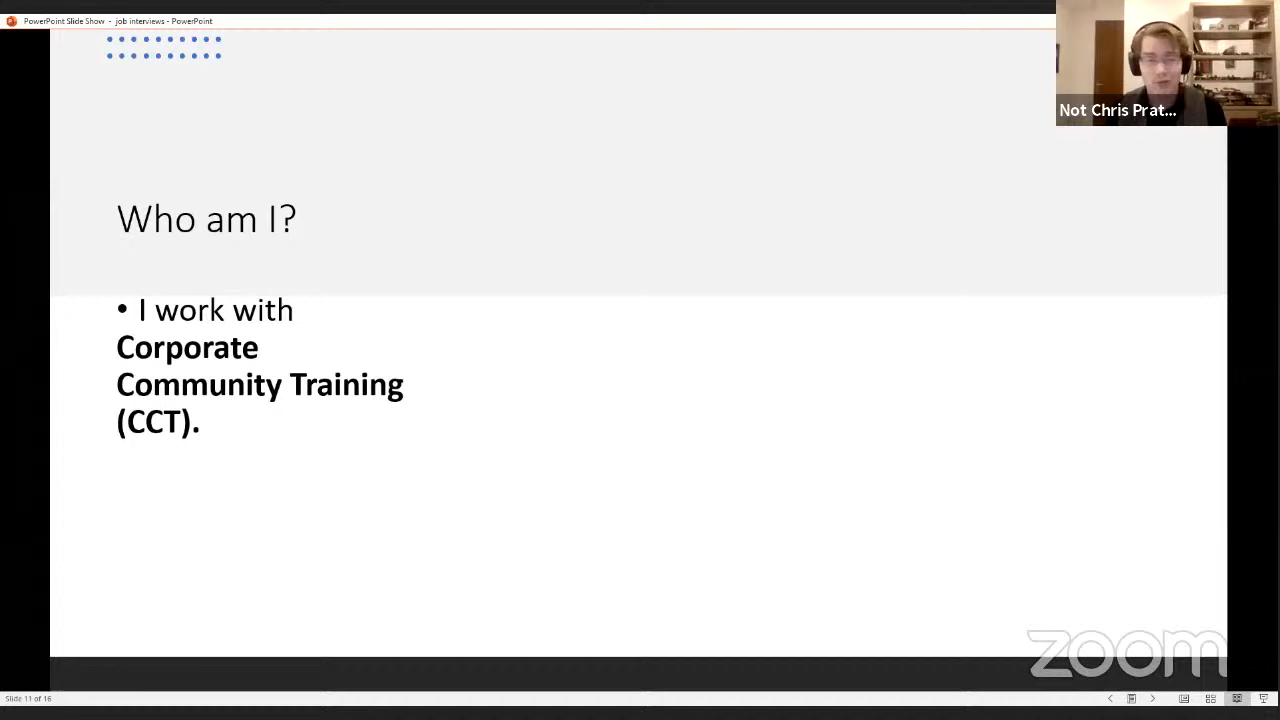 PowerPoint Slide Show - job interviews - PowerPoint
Not Chris Prat...
Who am I?
• I work with
Corporate
Community Training
(CCT).
zoom
Slide 11 of 16